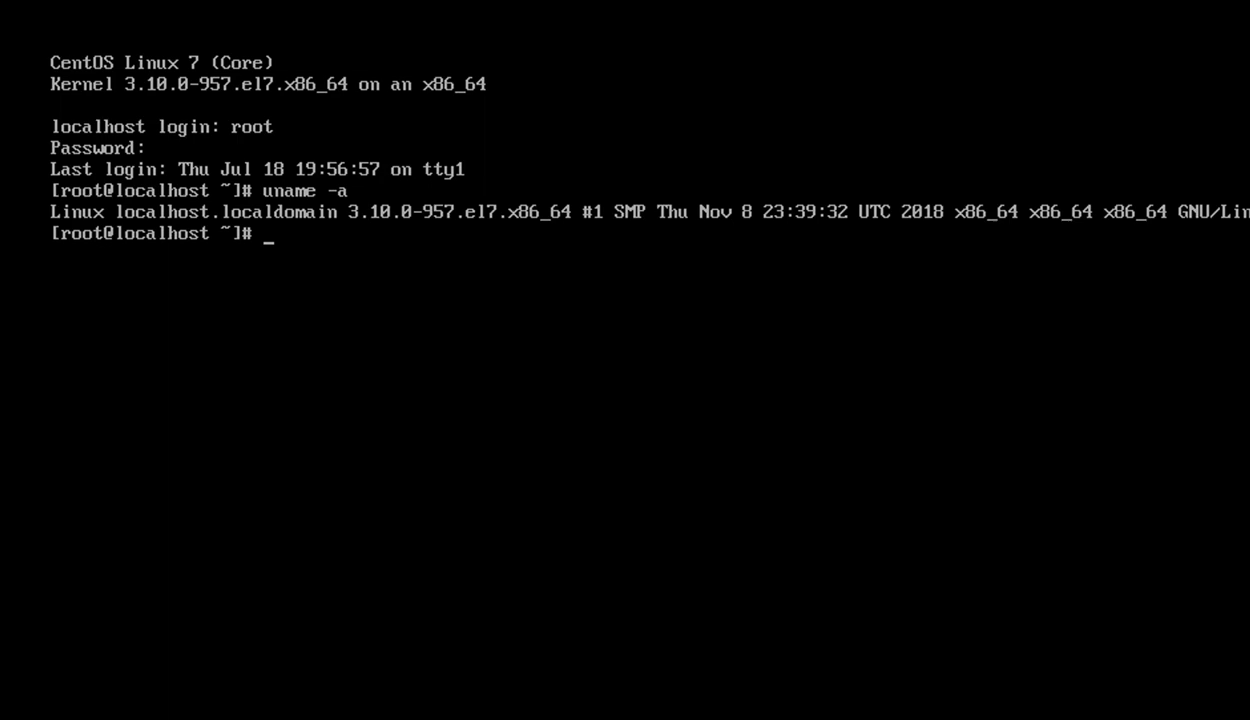 CentOS Linux 7 (Core)
Kernel 3.10.0-957.el7.x86_64 on an x86_64
localhost login: root
Password:
Last login: Thu Jul 18 19:56:57 on tty1
[root@localhost ~]# uname -a
Linux localhost.localdomain 3.10.0-957.el7.x86_64 #1 SMP Thu Nov 8 23:39:32 UTC 2018 x86_64 x86_64 x86_64 GNU/Lin
[root@localhost ~]# _